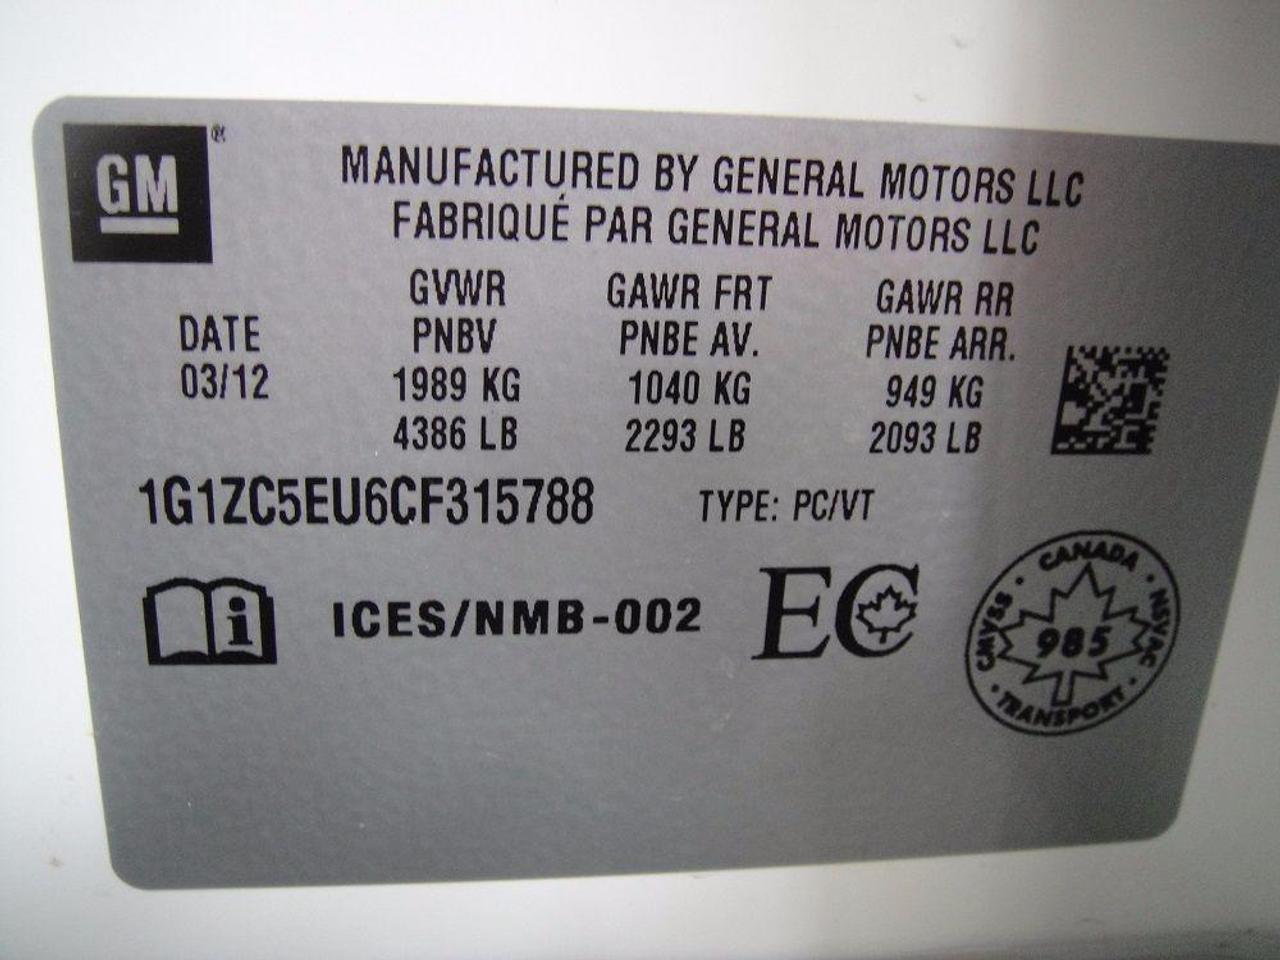 GM®
MANUFACTURED BY GENERAL MOTORS LLC
FABRIQUÉ PAR GENERAL MOTORS LLC
GVWR GAWR FRT GAWR RR
DATE PNBV PNBE AV. PNBE ARR.
03/12 1989 KG 1040 KG 949 KG
4386 LB 2293 LB 2093 LB
1G1ZC5EU6CF315788 TYPE: PC/VT
i ICES/NMB-002 EC
CANADA · NSVAC · TRANSPORT · CMVSS ·
985